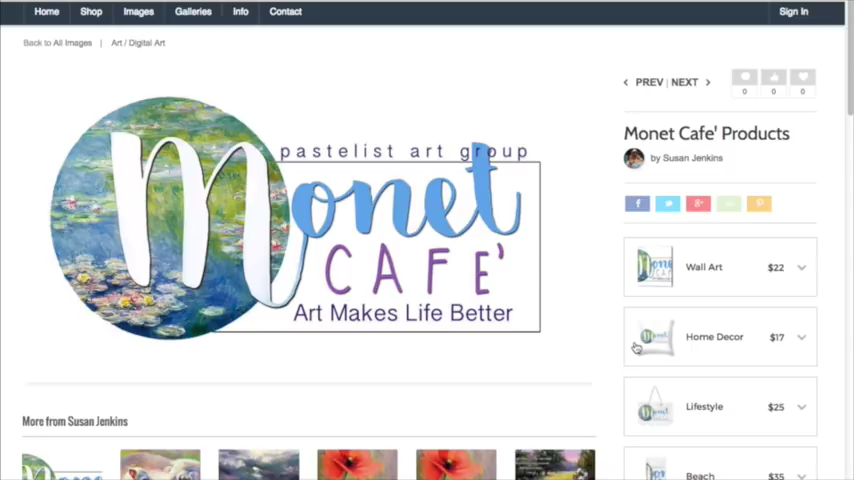 Home Shop Images Galleries Info Contact Sign In
Back to All Images | Art / Digital Art
PREV | NEXT
0 0 0
pastelist art group
Monet
CAFE'
Art Makes Life Better
Monet Cafe' Products
by Susan Jenkins
Wall Art $22
Home Decor $17
Lifestyle $25
Beach $35
More from Susan Jenkins